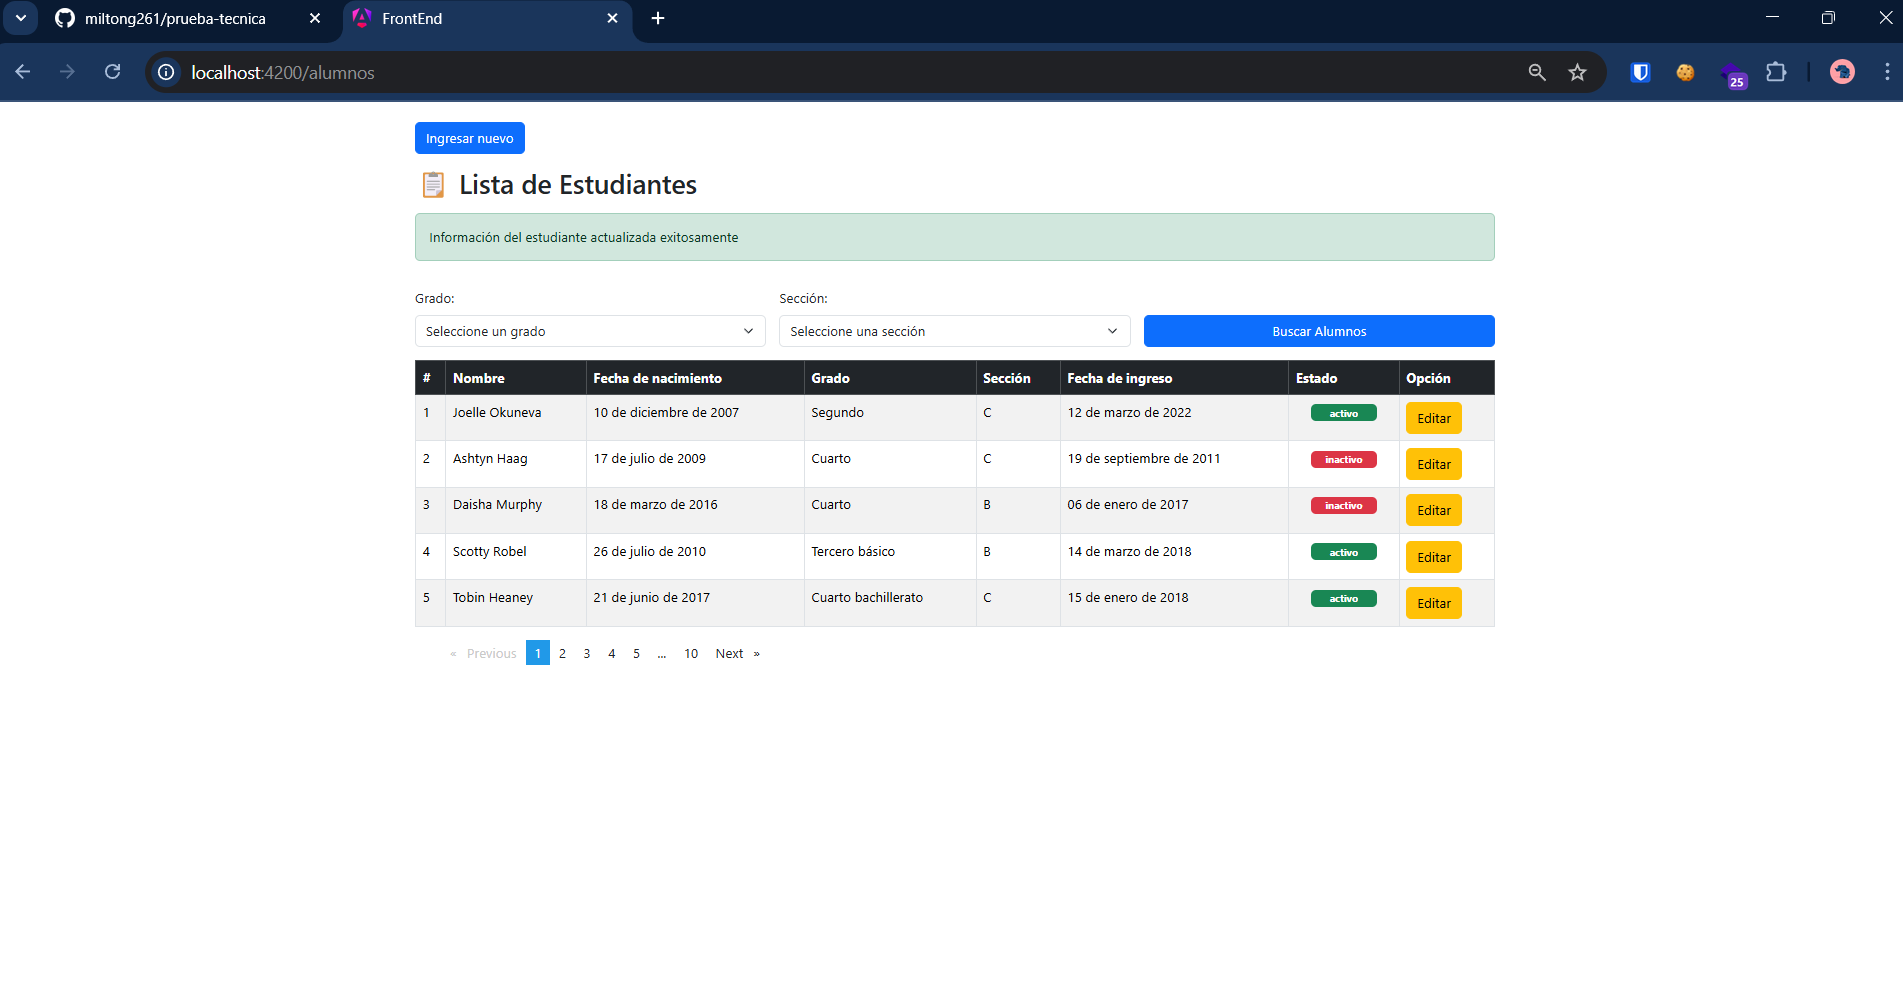 miltong261/prueba-tecnica
FrontEnd
localhost:4200/alumnos
25
Ingresar nuevo
Lista de Estudiantes
Información del estudiante actualizada exitosamente
Grado: Sección:
Seleccione un grado Seleccione una sección Buscar Alumnos
# Nombre Fecha de nacimiento Grado Sección Fecha de ingreso Estado Opción
1 Joelle Okuneva 10 de diciembre de 2007 Segundo C 12 de marzo de 2022 activo Editar
2 Ashtyn Haag 17 de julio de 2009 Cuarto C 19 de septiembre de 2011 inactivo Editar
3 Daisha Murphy 18 de marzo de 2016 Cuarto B 06 de enero de 2017 inactivo Editar
4 Scotty Robel 26 de julio de 2010 Tercero básico B 14 de marzo de 2018 activo Editar
5 Tobin Heaney 21 de junio de 2017 Cuarto bachillerato C 15 de enero de 2018 activo Editar
« Previous 1 2 3 4 5 ... 10 Next »